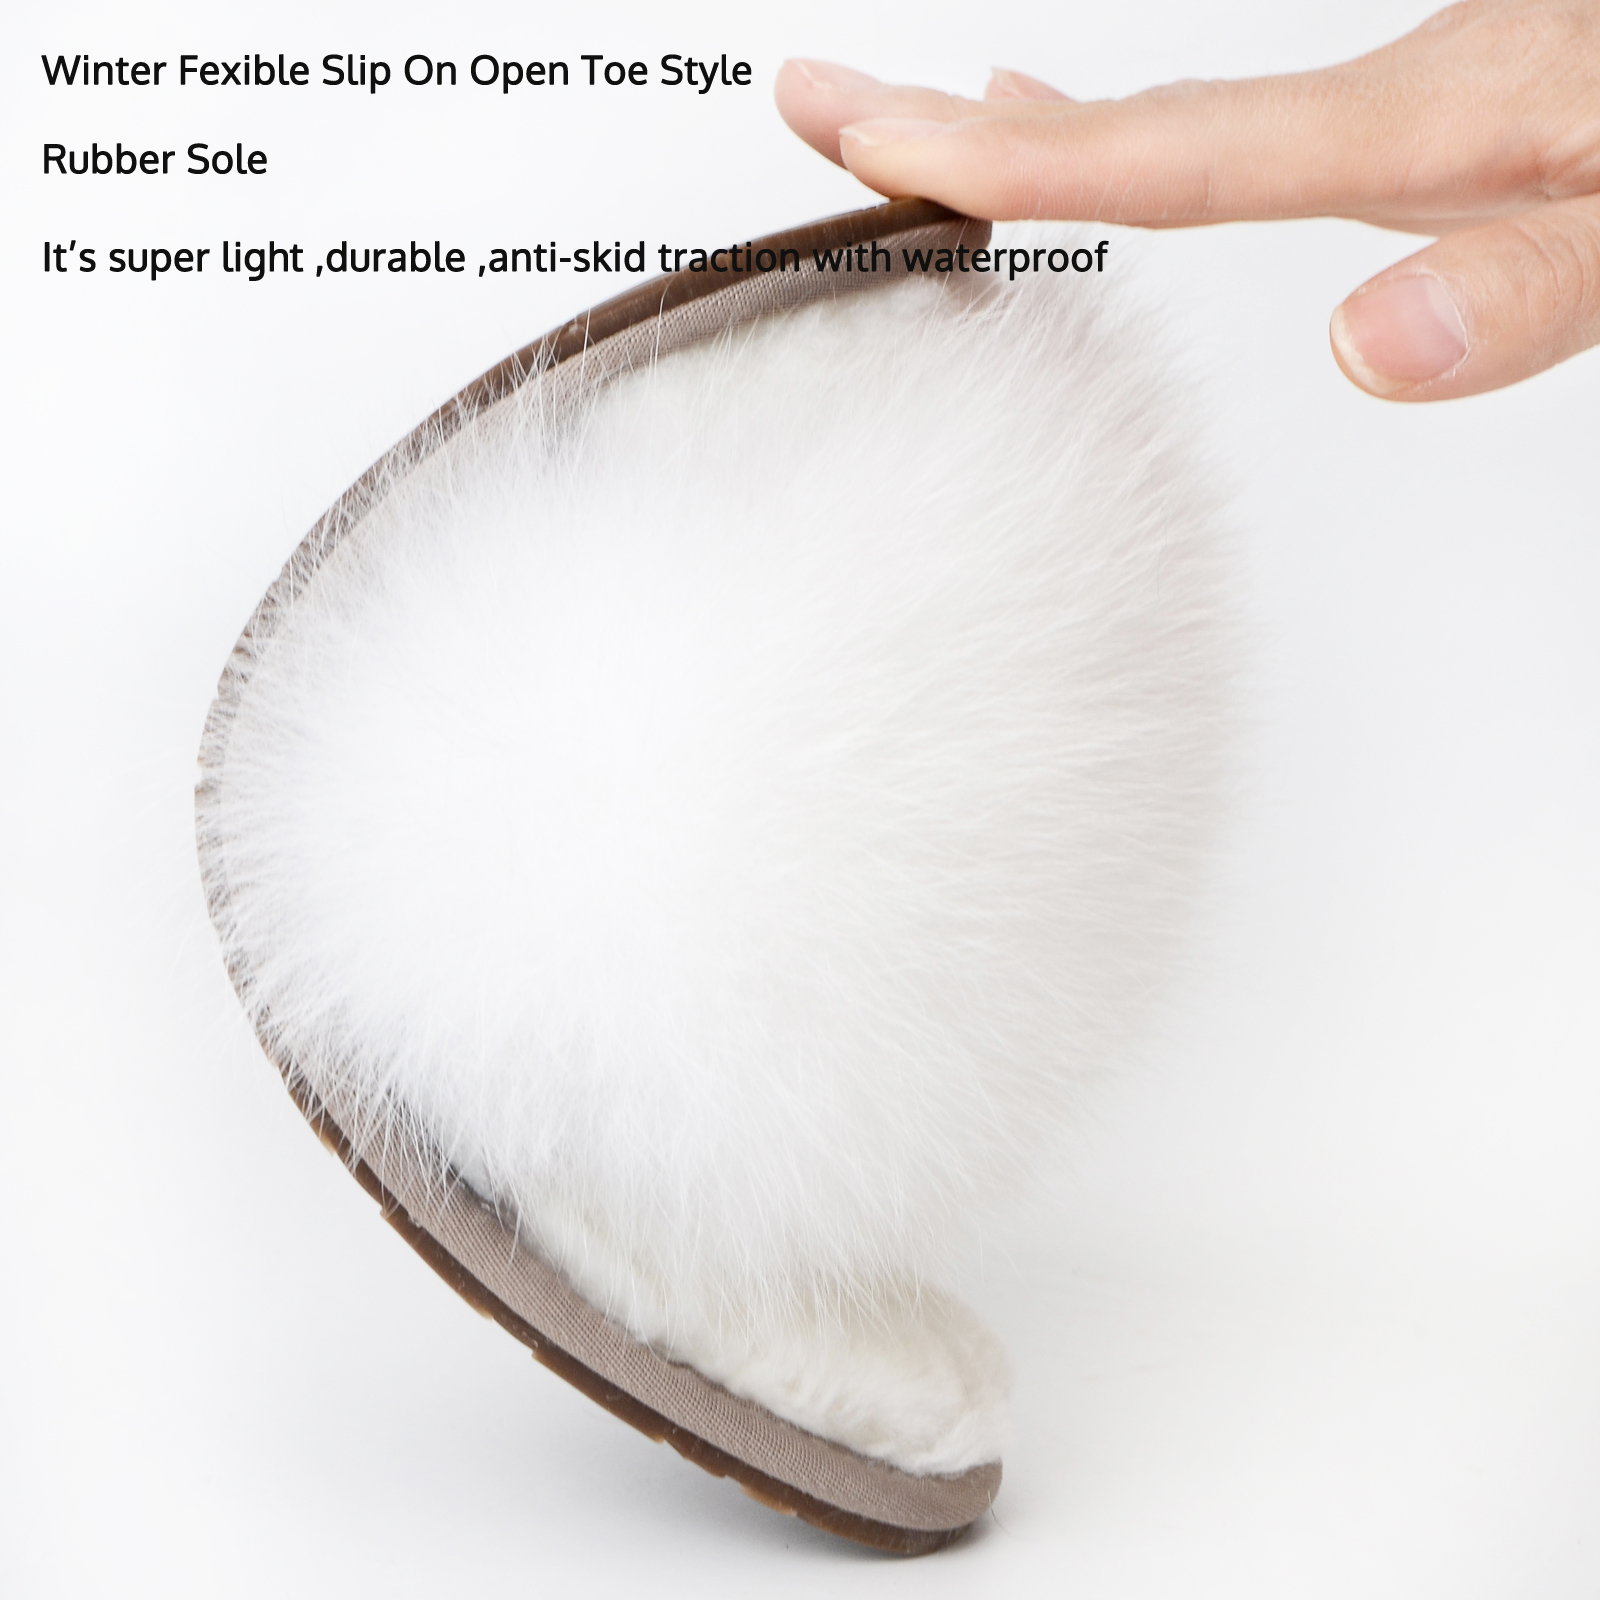 Winter Fexible Slip On Open Toe Style
Rubber Sole
It's super light ,durable ,anti-skid traction with waterproof